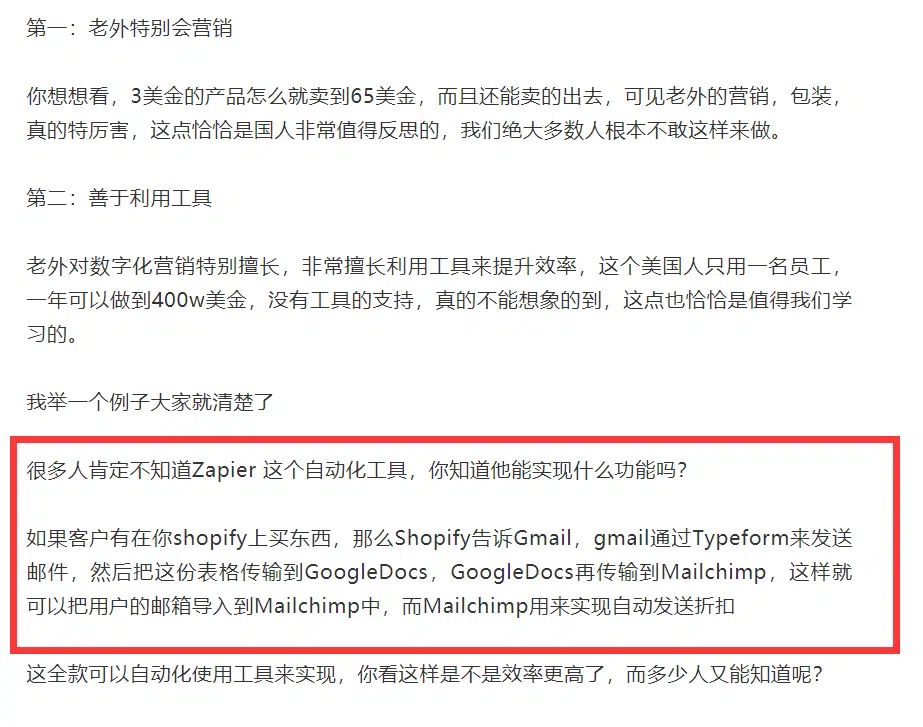 第一：老外特别会营销
你想想看，3美金的产品怎么就卖到65美金，而且还能卖的出去，可见老外的营销，包装，
真的特厉害，这点恰恰是国人非常值得反思的，我们绝大多数人根本不敢这样来做。
第二：善于利用工具
老外对数字化营销特别擅长，非常擅长利用工具来提升效率，这个美国人只用一名员工，
一年可以做到400w美金，没有工具的支持，真的不能想象的到，这点也恰恰是值得我们学
习的。
我举一个例子大家就清楚了
很多人肯定不知道Zapier 这个自动化工具，你知道他能实现什么功能吗？
如果客户有在你shopify上买东西，那么Shopify告诉Gmail，gmail通过Typeform来发送
邮件，然后把这份表格传输到GoogleDocs，GoogleDocs再传输到Mailchimp，这样就
可以把用户的邮箱导入到Mailchimp中，而Mailchimp用来实现自动发送折扣
这全款可以自动化使用工具来实现，你看这样是不是效率更高了，而多少人又能知道呢？